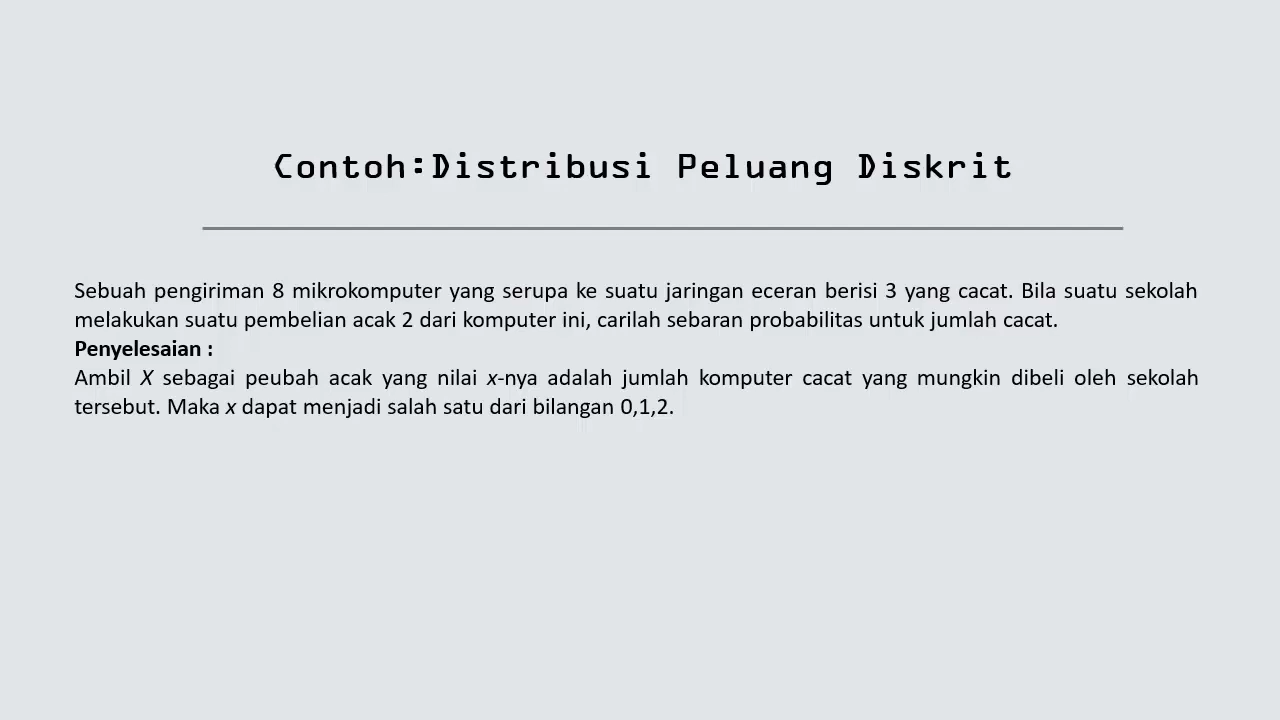 Contoh:Distribusi Peluang Diskrit
Sebuah pengiriman 8 mikrokomputer yang serupa ke suatu jaringan eceran berisi 3 yang cacat. Bila suatu sekolah
melakukan suatu pembelian acak 2 dari komputer ini, carilah sebaran probabilitas untuk jumlah cacat.
Penyelesaian :
Ambil X sebagai peubah acak yang nilai x-nya adalah jumlah komputer cacat yang mungkin dibeli oleh sekolah
tersebut. Maka x dapat menjadi salah satu dari bilangan 0,1,2.